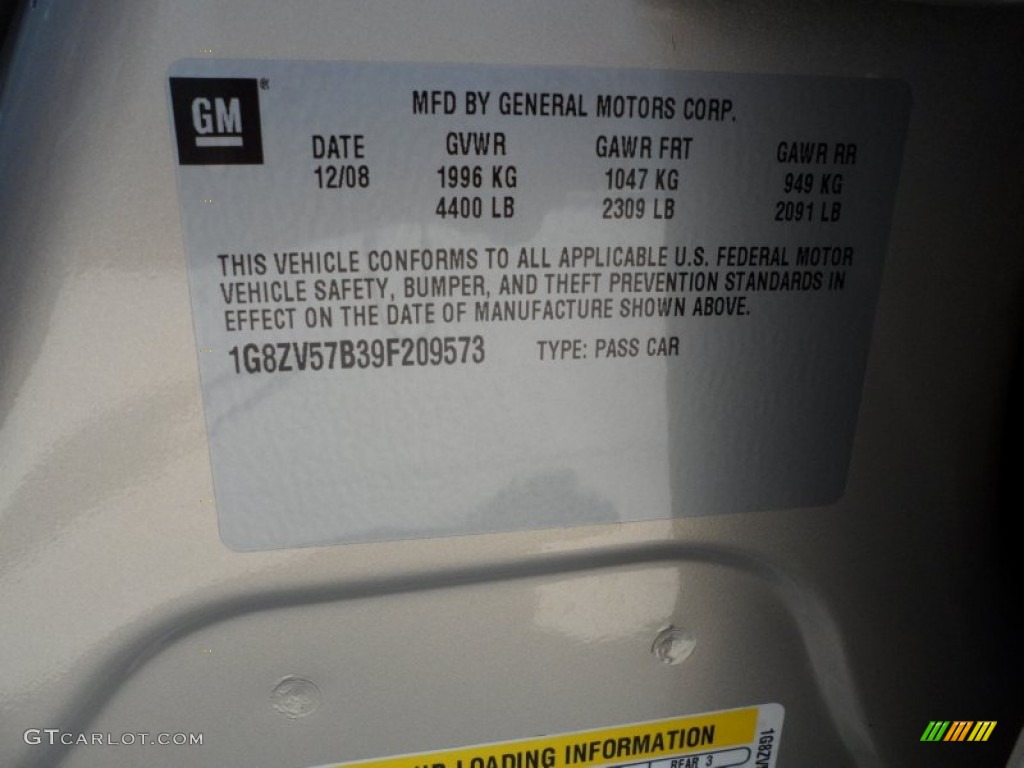 GM ®
MFD BY GENERAL MOTORS CORP.
DATE GVWR GAWR FRT GAWR RR
12/08 1996 KG 1047 KG 949 KG
4400 LB 2309 LB 2091 LB
THIS VEHICLE CONFORMS TO ALL APPLICABLE U.S. FEDERAL MOTOR
VEHICLE SAFETY, BUMPER, AND THEFT PREVENTION STANDARDS IN
EFFECT ON THE DATE OF MANUFACTURE SHOWN ABOVE.
1G8ZV57B39F209573 TYPE: PASS CAR
LOADING INFORMATION
REAR 3
1G8ZV
GTCARLOT.COM